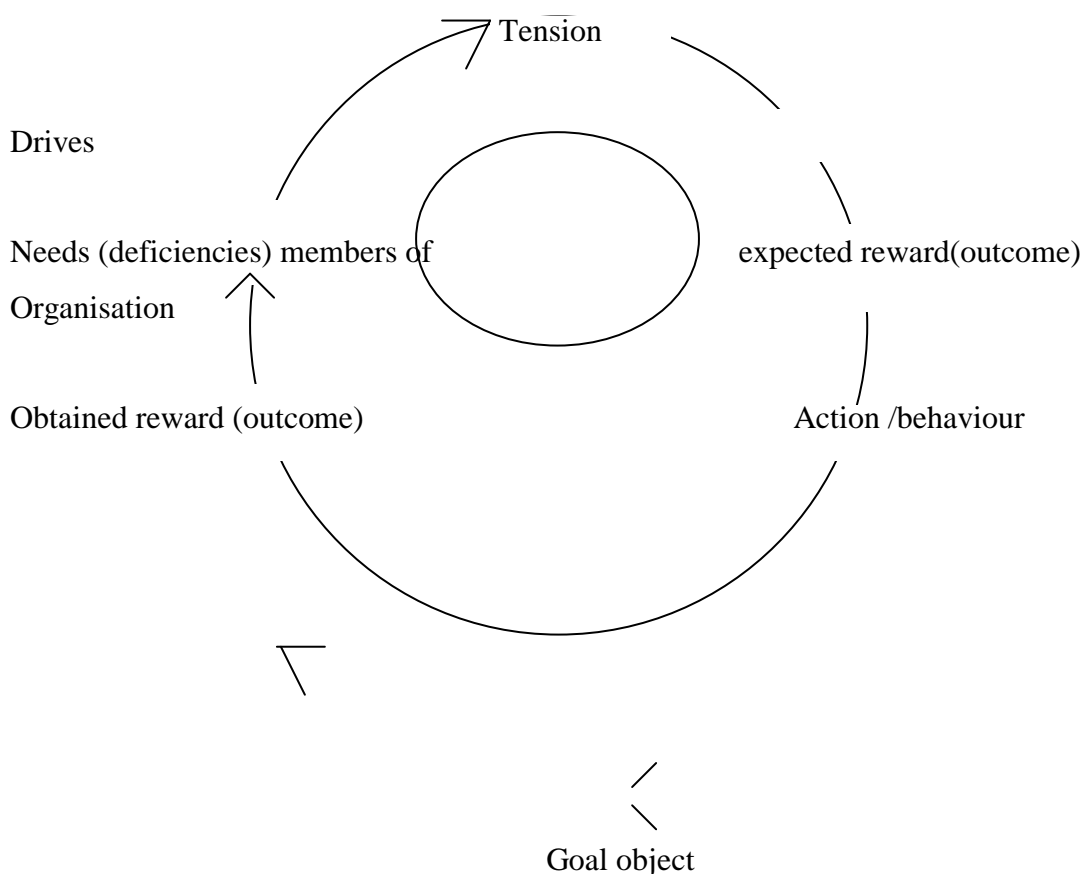 Tension
Drives
Needs (deficiencies) members of
expected reward(outcome)
Organisation
Obtained reward (outcome)
Action /behaviour
Goal object